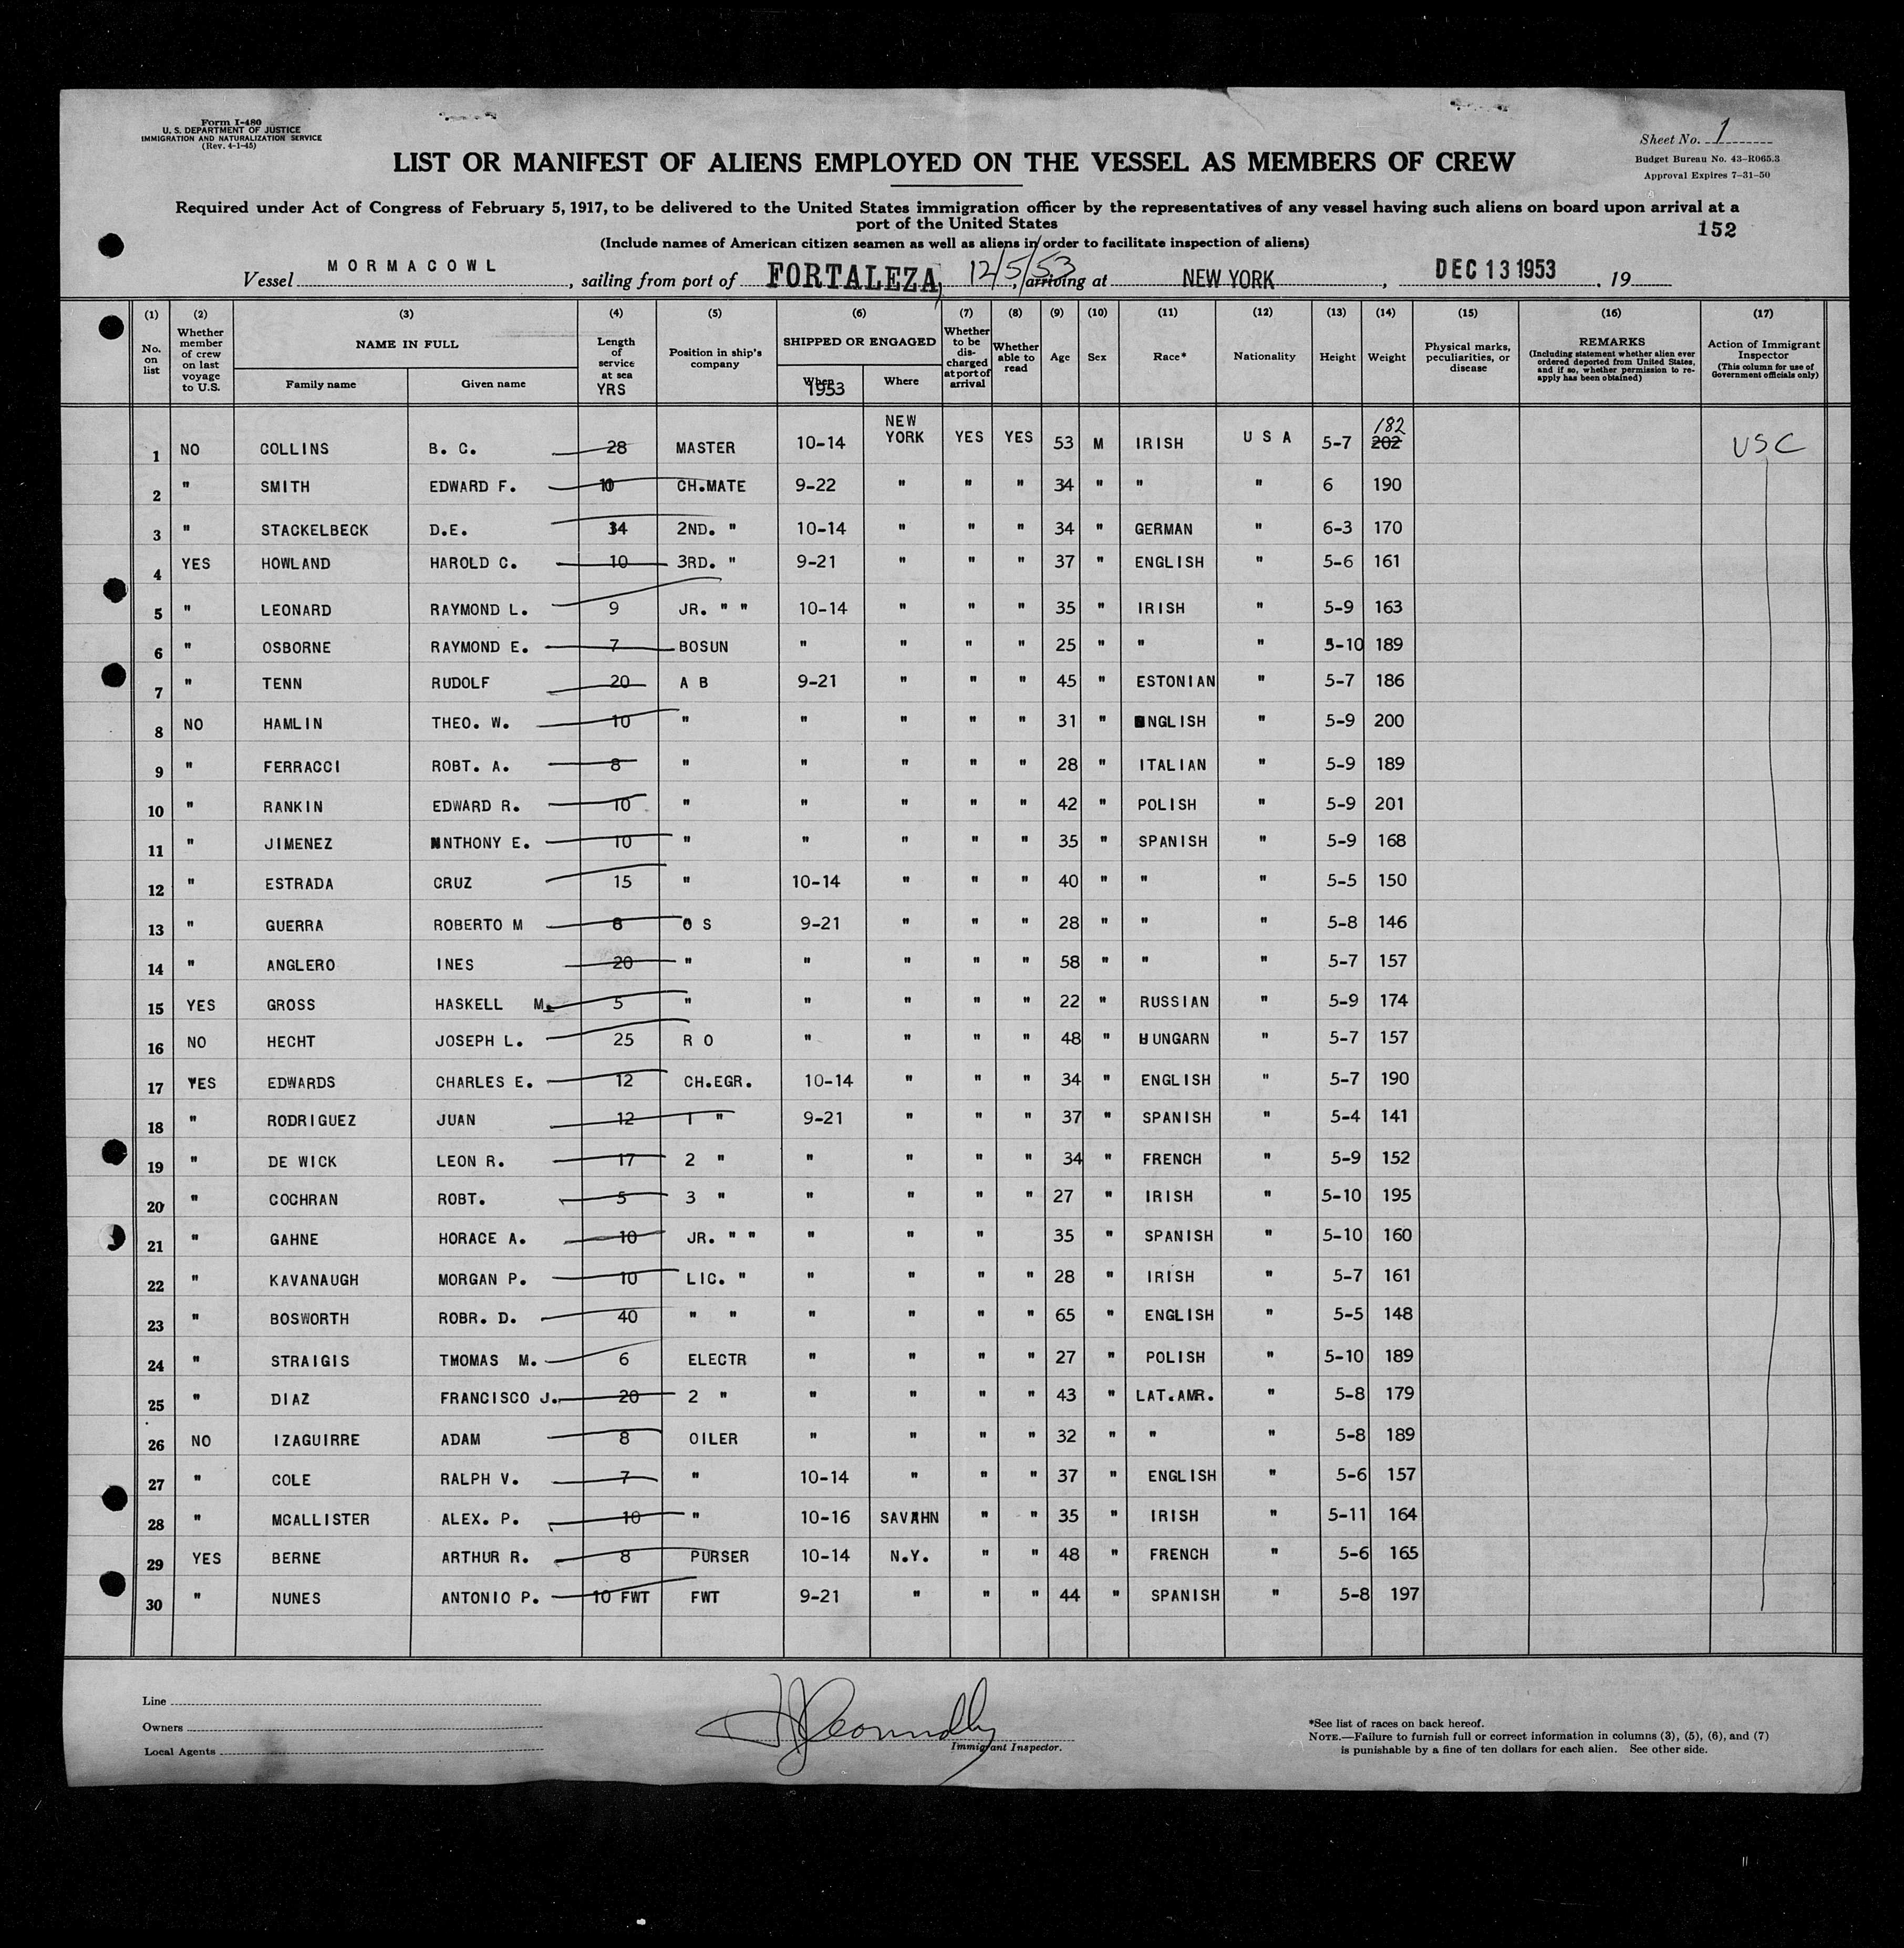 Form I-480
U. S. DEPARTMENT OF JUSTICE
IMMIGRATION AND NATURALIZATION SERVICE
(Rev. 4-1-45)
Sheet No. 1
Budget Bureau No. 43-R065.3
Approval Expires 7-31-50
LIST OR MANIFEST OF ALIENS EMPLOYED ON THE VESSEL AS MEMBERS OF CREW
Required under Act of Congress of February 5, 1917, to be delivered to the United States immigration officer by the representatives of any vessel having such aliens on board upon arrival at a
port of the United States
152
(Include names of American citizen seamen as well as aliens in order to facilitate inspection of aliens)
Vessel MORMACOWL, sailing from port of FORTALEZA, 12/5/53, arriving at NEW YORK, DEC 13 1953, 19
(1) (2) (3) (4) (5) (6) (7) (8) (9) (10) (11) (12) (13) (14) (15) (16) (17)
No. on list
Whether member of crew on last voyage to U.S.
NAME IN FULL
Family name
Given name
Length of service at sea
YRS
Position in ship's company
SHIPPED OR ENGAGED
When 1953
Where
Whether to be discharged at port of arrival
Whether able to read
Age
Sex
Race*
Nationality
Height
Weight
Physical marks, peculiarities, or disease
REMARKS
(Including statement whether alien ever ordered deported from United States, and if so, whether permission to reapply has been obtained)
Action of Immigrant Inspector
(This column for use of Government officials only)
1 NO COLLINS B. C. 28 MASTER 10-14 NEW YORK YES YES 53 M IRISH U S A 5-7 202 182 USC
2 " SMITH EDWARD F. 10 CH.MATE 9-22 " " " 34 " " " 6 190
3 " STACKELBECK D.E. 14 2ND. " 10-14 " " " 34 " GERMAN " 6-3 170
4 YES HOWLAND HAROLD C. 10 3RD. " 9-21 " " " 37 " ENGLISH " 5-6 161
5 " LEONARD RAYMOND L. 9 JR. " " 10-14 " " " 35 " IRISH " 5-9 163
6 " OSBORNE RAYMOND E. 7 BOSUN " " " " 25 " " " 5-10 189
7 " TENN RUDOLF 20 A B 9-21 " " " 45 " ESTONIAN " 5-7 186
8 NO HAMLIN THEO. W. 10 " " " " " 31 " ENGLISH " 5-9 200
9 " FERRACCI ROBT. A. 8 " " " " " 28 " ITALIAN " 5-9 189
10 " RANKIN EDWARD R. 10 " " " " " 42 " POLISH " 5-9 201
11 " JIMENEZ ANTHONY E. 10 " " " " " 35 " SPANISH " 5-9 168
12 " ESTRADA CRUZ 15 " 10-14 " " " 40 " " " 5-5 150
13 " GUERRA ROBERTO M 8 O S 9-21 " " " 28 " " " 5-8 146
14 " ANGLERO INES 20 " " " " " 58 " " " 5-7 157
15 YES GROSS HASKELL M. 5 " " " " " 22 " RUSSIAN " 5-9 174
16 NO HECHT JOSEPH L. 25 R O " " " " 48 " HUNGARN " 5-7 157
17 YES EDWARDS CHARLES E. 12 CH.EGR. 10-14 " " " 34 " ENGLISH " 5-7 190
18 " RODRIGUEZ JUAN 12 1 " 9-21 " " " 37 " SPANISH " 5-4 141
19 " DE WICK LEON R. 17 2 " " " " " 34 " FRENCH " 5-9 152
20 " COCHRAN ROBT. 5 3 " " " " " 27 " IRISH " 5-10 195
21 " GAHNE HORACE A. 10 JR. " " " " " 35 " SPANISH " 5-10 160
22 " KAVANAUGH MORGAN P. 10 LIC. " " " " " 28 " IRISH " 5-7 161
23 " BOSWORTH ROBR. D. 40 " " " " " " 65 " ENGLISH " 5-5 148
24 " STRAIGIS TMOMAS M. 6 ELECTR " " " " 27 " POLISH " 5-10 189
25 " DIAZ FRANCISCO J. 20 2 " " " " " 43 " LAT.AMR. " 5-8 179
26 NO IZAGUIRRE ADAM 8 OILER " " " " 32 " " " 5-8 189
27 " COLE RALPH V. 7 " 10-14 " " " 37 " ENGLISH " 5-6 157
28 " MCALLISTER ALEX. P. 10 " 10-16 SAVAHN " " 35 " IRISH " 5-11 164
29 YES BERNE ARTHUR R. 8 PURSER 10-14 N.Y. " " 48 " FRENCH " 5-6 165
30 " NUNES ANTONIO P. 10 FWT FWT 9-21 " " " 44 " SPANISH " 5-8 197
Line
Owners
Local Agents
Immigrant Inspector.
*See list of races on back hereof.
NOTE.—Failure to furnish full or correct information in columns (3), (5), (6), and (7)
is punishable by a fine of ten dollars for each alien. See other side.